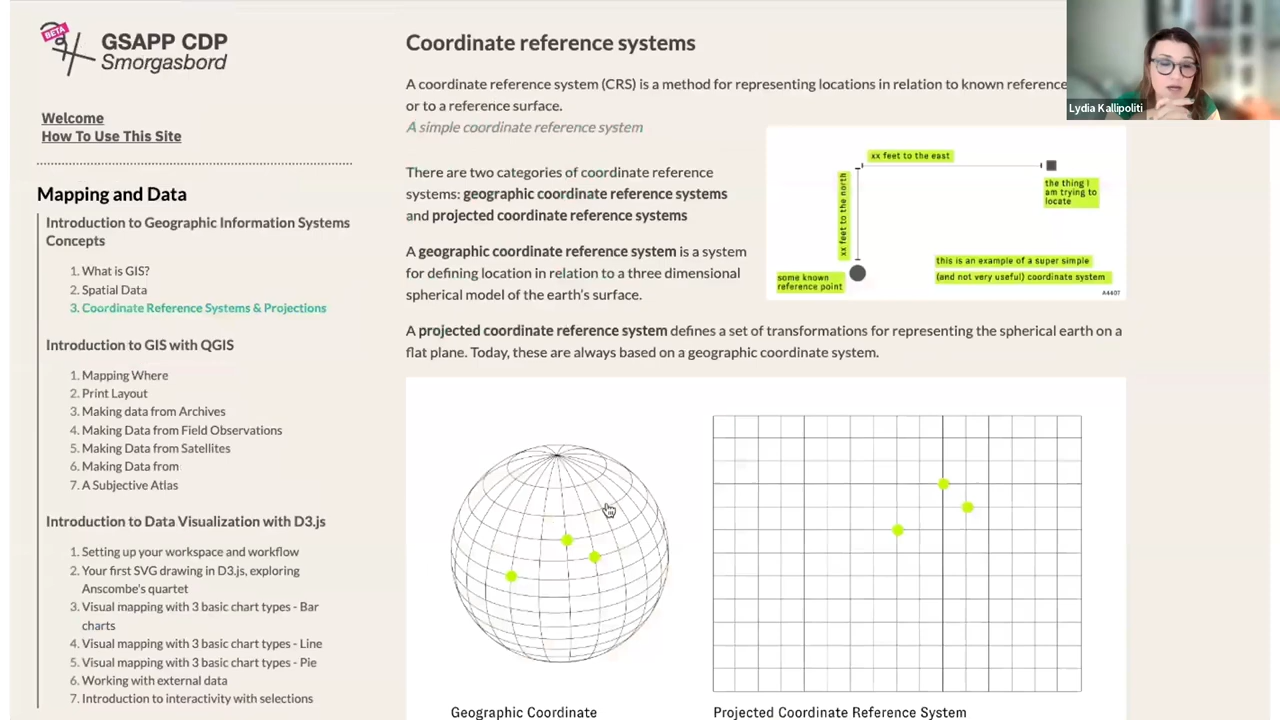 BETA
GSAPP CDP
Smorgasbord
Welcome
How To Use This Site
Mapping and Data
Introduction to Geographic Information Systems
Concepts
1. What is GIS?
2. Spatial Data
3. Coordinate Reference Systems & Projections
Introduction to GIS with QGIS
1. Mapping Where
2. Print Layout
3. Making data from Archives
4. Making Data from Field Observations
5. Making Data from Satellites
6. Making Data from
7. A Subjective Atlas
Introduction to Data Visualization with D3.js
1. Setting up your workspace and workflow
2. Your first SVG drawing in D3.js, exploring
Anscombe's quartet
3. Visual mapping with 3 basic chart types - Bar
charts
4. Visual mapping with 3 basic chart types - Line
5. Visual mapping with 3 basic chart types - Pie
6. Working with external data
7. Introduction to interactivity with selections
Coordinate reference systems
A coordinate reference system (CRS) is a method for representing locations in relation to known reference
or to a reference surface.
A simple coordinate reference system
There are two categories of coordinate reference
systems: geographic coordinate reference systems
and projected coordinate reference systems
A geographic coordinate reference system is a system
for defining location in relation to a three dimensional
spherical model of the earth's surface.
xx feet to the east
xx feet to the north
the thing I
am trying to
locate
some known
reference point
this is an example of a super simple
(and not very useful) coordinate system
A4407
A projected coordinate reference system defines a set of transformations for representing the spherical earth on a
flat plane. Today, these are always based on a geographic coordinate system.
Geographic Coordinate
Projected Coordinate Reference System
Lydia Kallipoliti